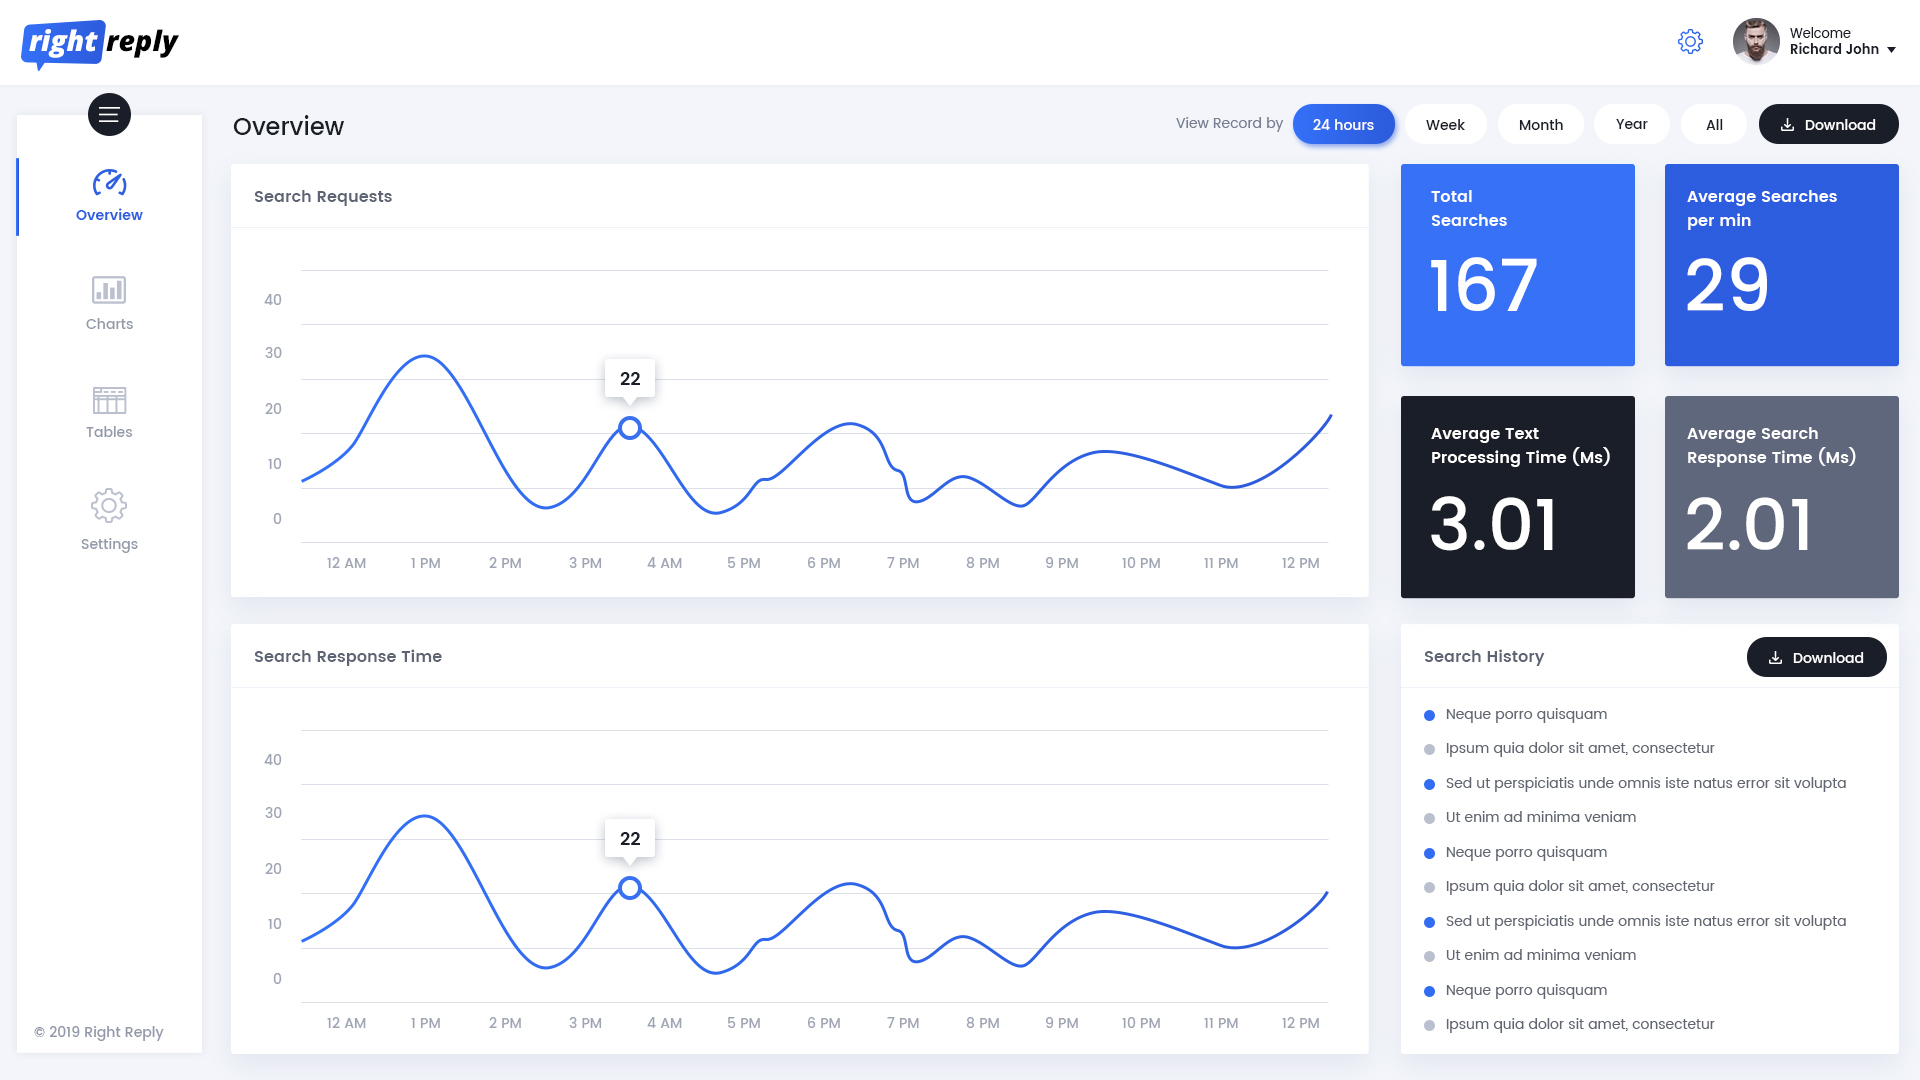 right reply
Welcome
Richard John
Overview
Charts
Tables
Settings
© 2019 Right Reply
Overview
View Record by
24 hours
Week
Month
Year
All
Download
Search Requests
40
30
20
10
0
22
12 AM 1 PM 2 PM 3 PM 4 AM 5 PM 6 PM 7 PM 8 PM 9 PM 10 PM 11 PM 12 PM
Total
Searches
167
Average Searches
per min
29
Average Text
Processing Time (Ms)
3.01
Average Search
Response Time (Ms)
2.01
Search Response Time
40
30
20
10
0
22
12 AM 1 PM 2 PM 3 PM 4 AM 5 PM 6 PM 7 PM 8 PM 9 PM 10 PM 11 PM 12 PM
Search History
Download
Neque porro quisquam
Ipsum quia dolor sit amet, consectetur
Sed ut perspiciatis unde omnis iste natus error sit volupta
Ut enim ad minima veniam
Neque porro quisquam
Ipsum quia dolor sit amet, consectetur
Sed ut perspiciatis unde omnis iste natus error sit volupta
Ut enim ad minima veniam
Neque porro quisquam
Ipsum quia dolor sit amet, consectetur